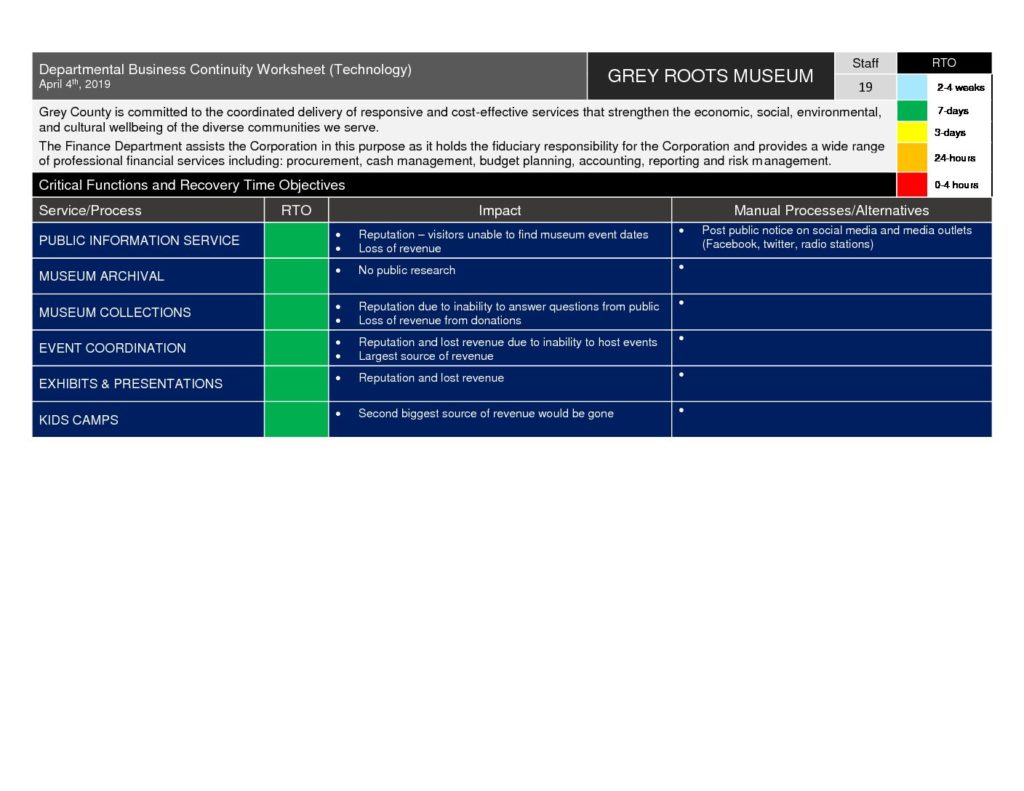 Departmental Business Continuity Worksheet (Technology)
April 4th, 2019
GREY ROOTS MUSEUM
Staff
19
RTO
2-4 weeks
7-days
3-days
24-hours
0-4 hours
Grey County is committed to the coordinated delivery of responsive and cost-effective services that strengthen the economic, social, environmental,
and cultural wellbeing of the diverse communities we serve.
The Finance Department assists the Corporation in this purpose as it holds the fiduciary responsibility for the Corporation and provides a wide range
of professional financial services including: procurement, cash management, budget planning, accounting, reporting and risk management.
Critical Functions and Recovery Time Objectives
Service/Process RTO Impact Manual Processes/Alternatives
PUBLIC INFORMATION SERVICE
• Reputation – visitors unable to find museum event dates
• Loss of revenue
• Post public notice on social media and media outlets
(Facebook, twitter, radio stations)
MUSEUM ARCHIVAL
• No public research
•
MUSEUM COLLECTIONS
• Reputation due to inability to answer questions from public
• Loss of revenue from donations
•
EVENT COORDINATION
• Reputation and lost revenue due to inability to host events
• Largest source of revenue
•
EXHIBITS & PRESENTATIONS
• Reputation and lost revenue
•
KIDS CAMPS
• Second biggest source of revenue would be gone
•